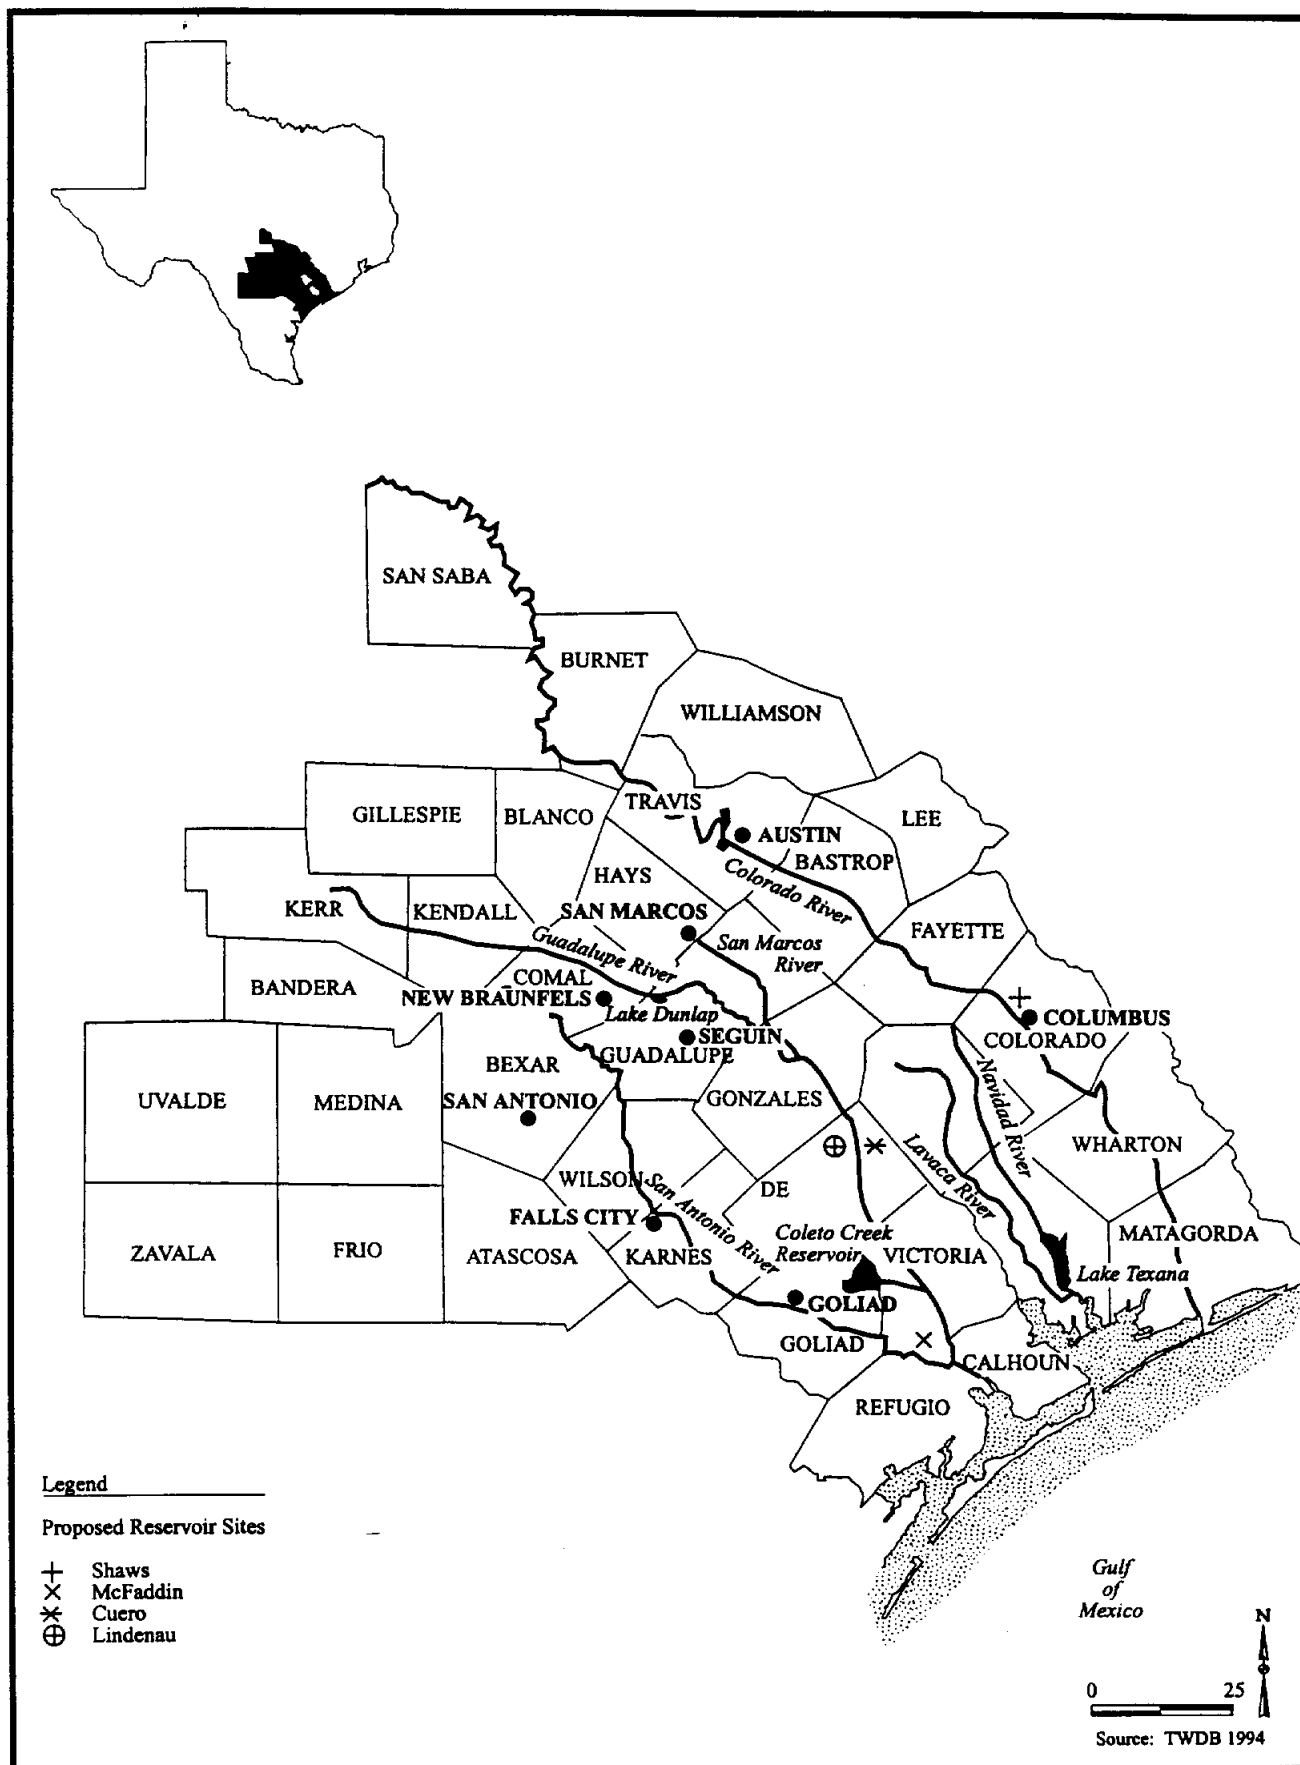 SAN SABA
BURNET
WILLIAMSON
TRAVIS
GILLESPIE
BLANCO
LEE
AUSTIN
BASTROP
HAYS
Colorado River
KERR
KENDALL
SAN MARCOS
FAYETTE
Guadalupe River
San Marcos
River
BANDERA
COMAL
NEW BRAUNFELS
Lake Dunlap
SEGUIN
COLUMBUS
COLORADO
GUADALUPE
BEXAR
Navidad River
UVALDE
MEDINA
SAN ANTONIO
GONZALES
WHARTON
Lavaca River
WILSON
San Antonio River
DE
FALLS CITY
Coleto Creek
Reservoir
VICTORIA
MATAGORDA
ZAVALA
FRIO
ATASCOSA
KARNES
Lake Texana
GOLIAD
GOLIAD
CALHOUN
REFUGIO
Legend
Proposed Reservoir Sites
Shaws
McFaddin
Cuero
Lindenau
Gulf
of
Mexico
N
0 25
Source: TWDB 1994